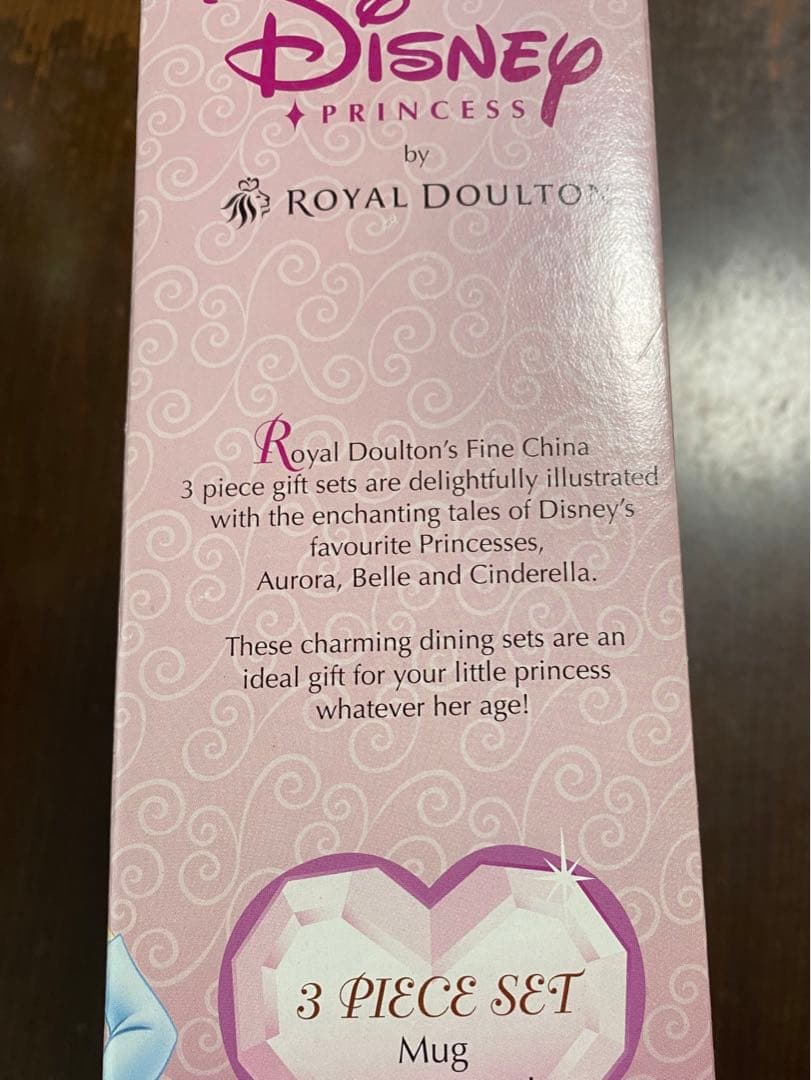 DISNEY
PRINCESS
by
ROYAL DOULTON
Royal Doulton's Fine China
3 piece gift sets are delightfully illustrated
with the enchanting tales of Disney's
favourite Princesses,
Aurora, Belle and Cinderella.
These charming dining sets are an
ideal gift for your little princess
whatever her age!
3 PIECE SET
Mug